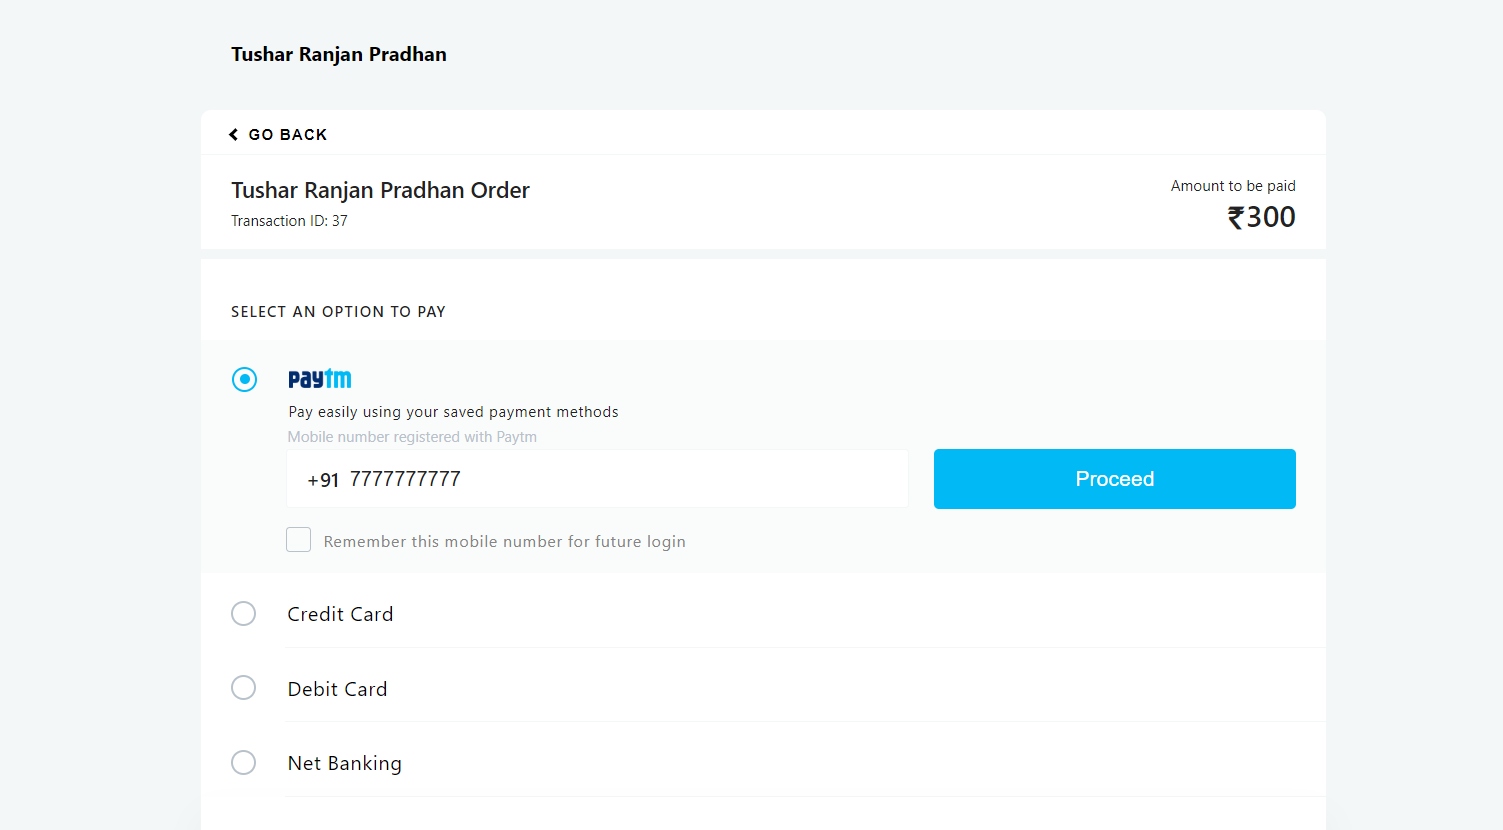 Tushar Ranjan Pradhan
GO BACK
Tushar Ranjan Pradhan Order
Transaction ID: 37
Amount to be paid
₹300
SELECT AN OPTION TO PAY
paytm
Pay easily using your saved payment methods
Mobile number registered with Paytm
+91 7777777777
Proceed
Remember this mobile number for future login
Credit Card
Debit Card
Net Banking